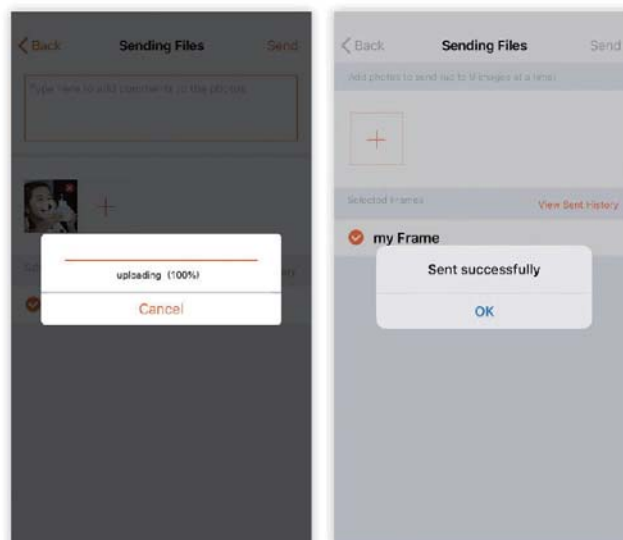 Back Sending Files Send
Type here to add comments to the photos
uploading (100%)
Cancel
Back Sending Files Send
Add photos to send (up to 9 images at a time)
Selected Frames
View Sent History
my Frame
Sent successfully
OK